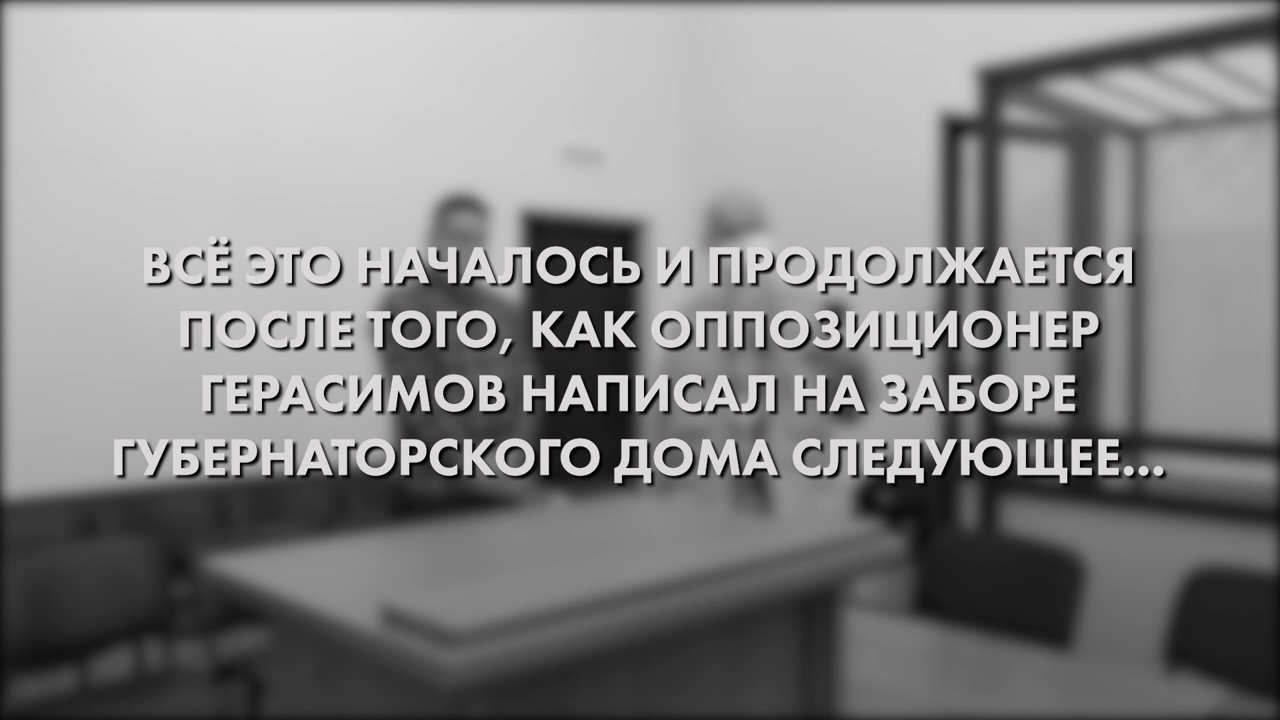 ВСЁ ЭТО НАЧАЛОСЬ И ПРОДОЛЖАЕТСЯ
ПОСЛЕ ТОГО, КАК ОППОЗИЦИОНЕР
ГЕРАСИМОВ НАПИСАЛ НА ЗАБОРЕ
ГУБЕРНАТОРСКОГО ДОМА СЛЕДУЮЩЕЕ...